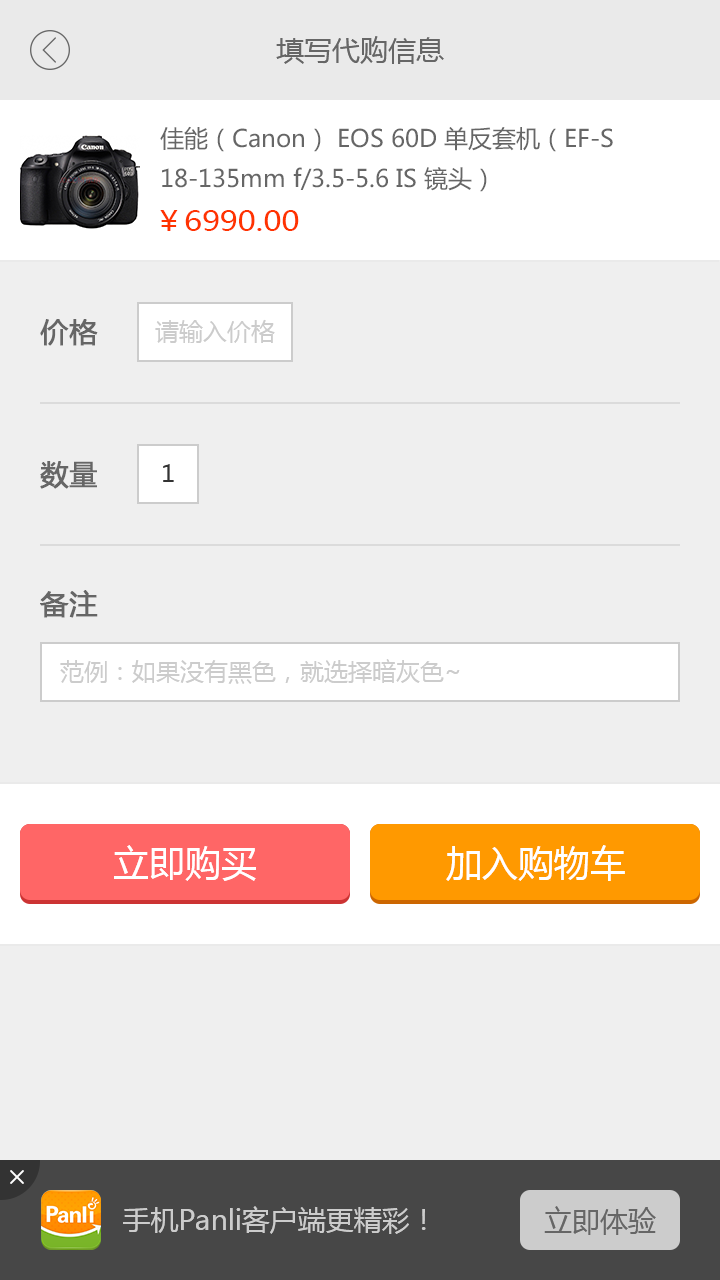 填写代购信息
Canon
佳能（Canon） EOS 60D 单反套机（EF-S
18-135mm f/3.5-5.6 IS 镜头）
¥ 6990.00
价格
请输入价格
数量
1
备注
范例：如果没有黑色，就选择暗灰色~
立即购买
加入购物车
Panli
手机Panli客户端更精彩！
立即体验